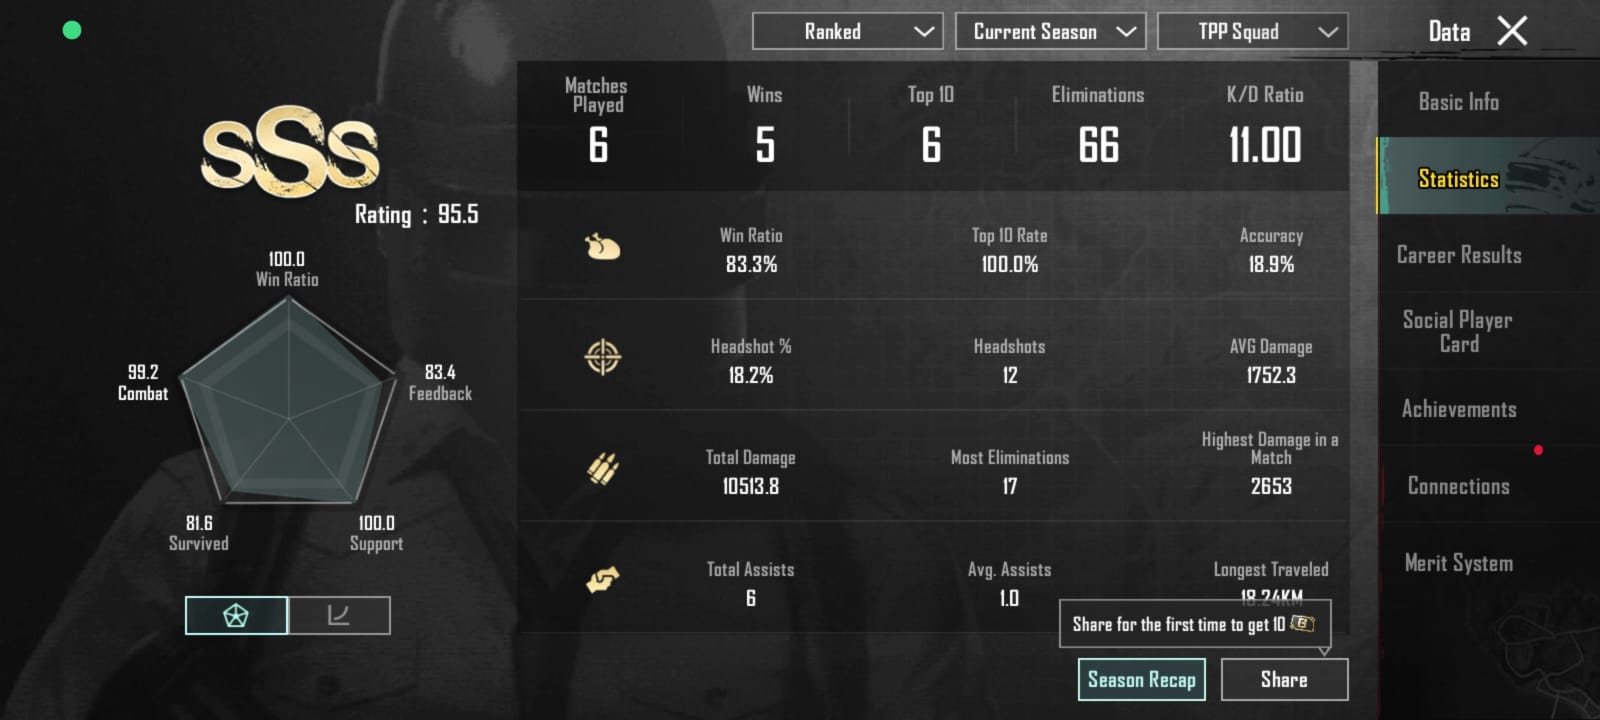 Ranked
Current Season
TPP Squad
Data
SSS
Rating : 95.5
100.0
Win Ratio
99.2
Combat
83.4
Feedback
81.6
Survived
100.0
Support
Matches
Played
6
Wins
5
Top 10
6
Eliminations
66
K/D Ratio
11.00
Win Ratio
83.3%
Top 10 Rate
100.0%
Accuracy
18.9%
Headshot %
18.2%
Headshots
12
AVG Damage
1752.3
Total Damage
10513.8
Most Eliminations
17
Highest Damage in a
Match
2653
Total Assists
6
Avg. Assists
1.0
Longest Traveled
18.24KM
Share for the first time to get 10
Season Recap
Share
Basic Info
Statistics
Career Results
Social Player
Card
Achievements
Connections
Merit System